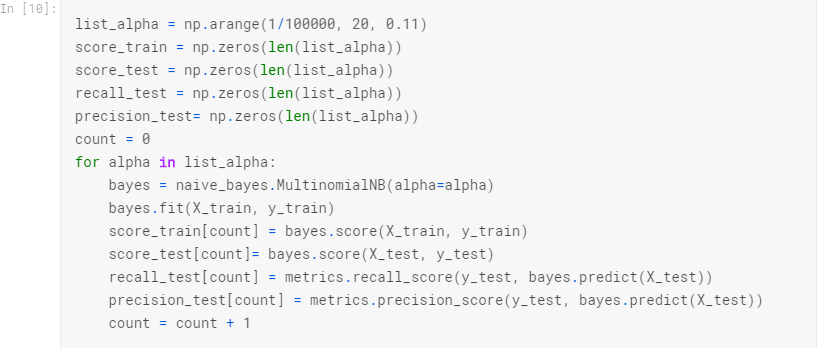 In [10]:
list_alpha = np.arange(1/100000, 20, 0.11)
score_train = np.zeros(len(list_alpha))
score_test = np.zeros(len(list_alpha))
recall_test = np.zeros(len(list_alpha))
precision_test= np.zeros(len(list_alpha))
count = 0
for alpha in list_alpha:
    bayes = naive_bayes.MultinomialNB(alpha=alpha)
    bayes.fit(X_train, y_train)
    score_train[count] = bayes.score(X_train, y_train)
    score_test[count]= bayes.score(X_test, y_test)
    recall_test[count] = metrics.recall_score(y_test, bayes.predict(X_test))
    precision_test[count] = metrics.precision_score(y_test, bayes.predict(X_test))
    count = count + 1